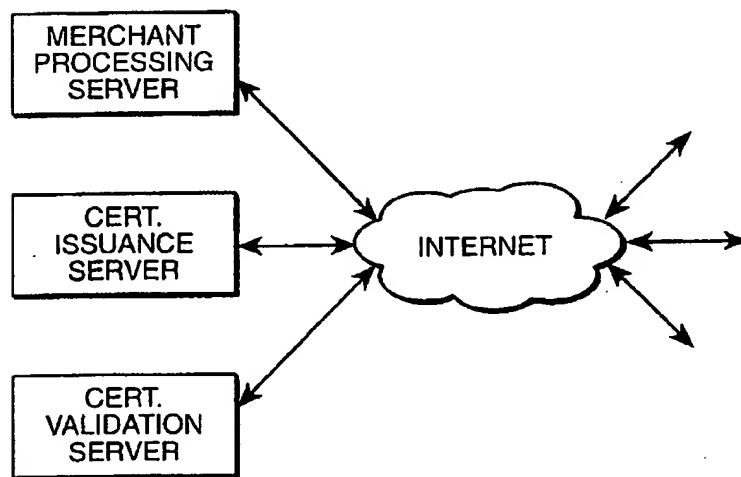 MERCHANT
PROCESSING
SERVER
CERT.
ISSUANCE
SERVER
INTERNET
CERT.
VALIDATION
SERVER